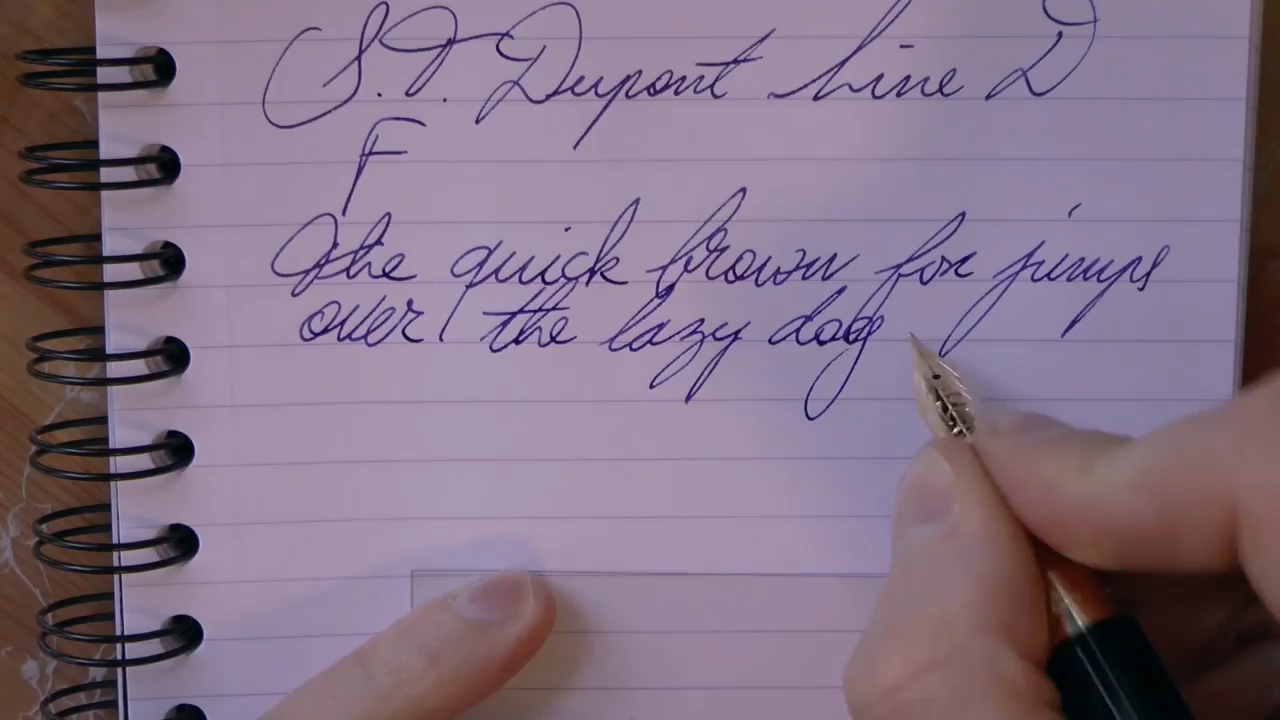 S.T. Dupont Line D
F
The quick brown fox jumps
over the lazy dog